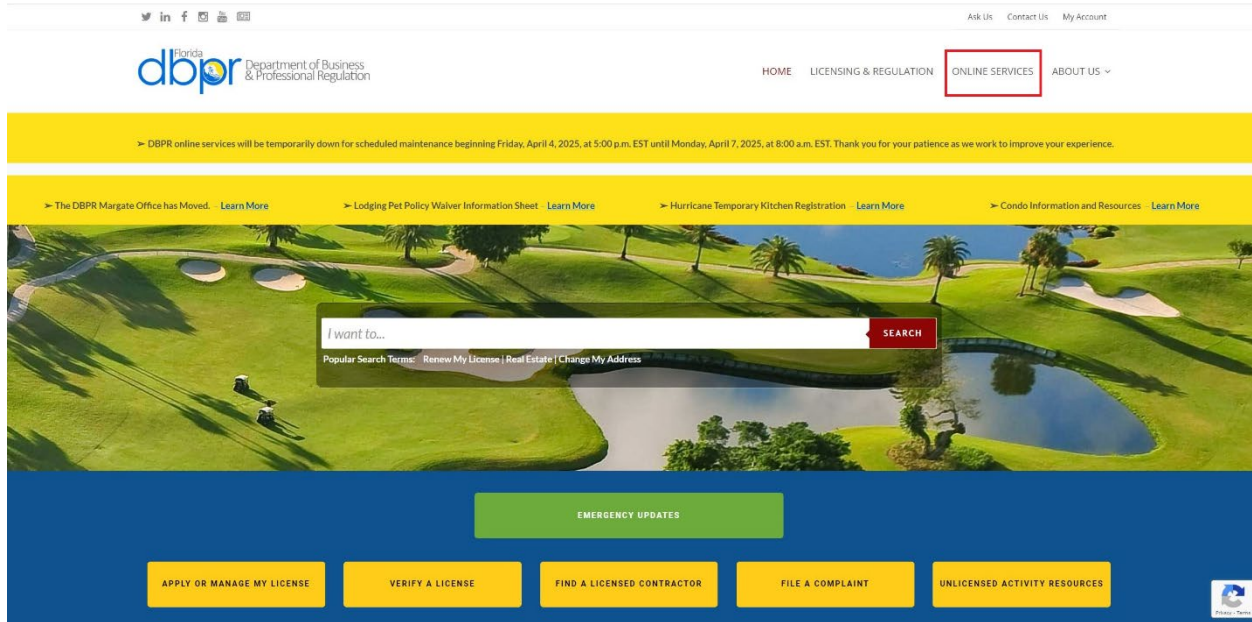 Ask Us Contact Us My Account
Florida
dbpr
Department of Business
& Professional Regulation
HOME LICENSING & REGULATION ONLINE SERVICES ABOUT US
➢ DBPR online services will be temporarily down for scheduled maintenance beginning Friday, April 4, 2025, at 5:00 p.m. EST until Monday, April 7, 2025, at 8:00 a.m. EST. Thank you for your patience as we work to improve your experience.
➢ The DBPR Margate Office has Moved. – Learn More ➢ Lodging Pet Policy Waiver Information Sheet – Learn More ➢ Hurricane Temporary Kitchen Registration – Learn More ➢ Condo Information and Resources – Learn More
I want to... SEARCH
Popular Search Terms: Renew My License | Real Estate | Change My Address
EMERGENCY UPDATES
APPLY OR MANAGE MY LICENSE VERIFY A LICENSE FIND A LICENSED CONTRACTOR FILE A COMPLAINT UNLICENSED ACTIVITY RESOURCES
Privacy - Terms